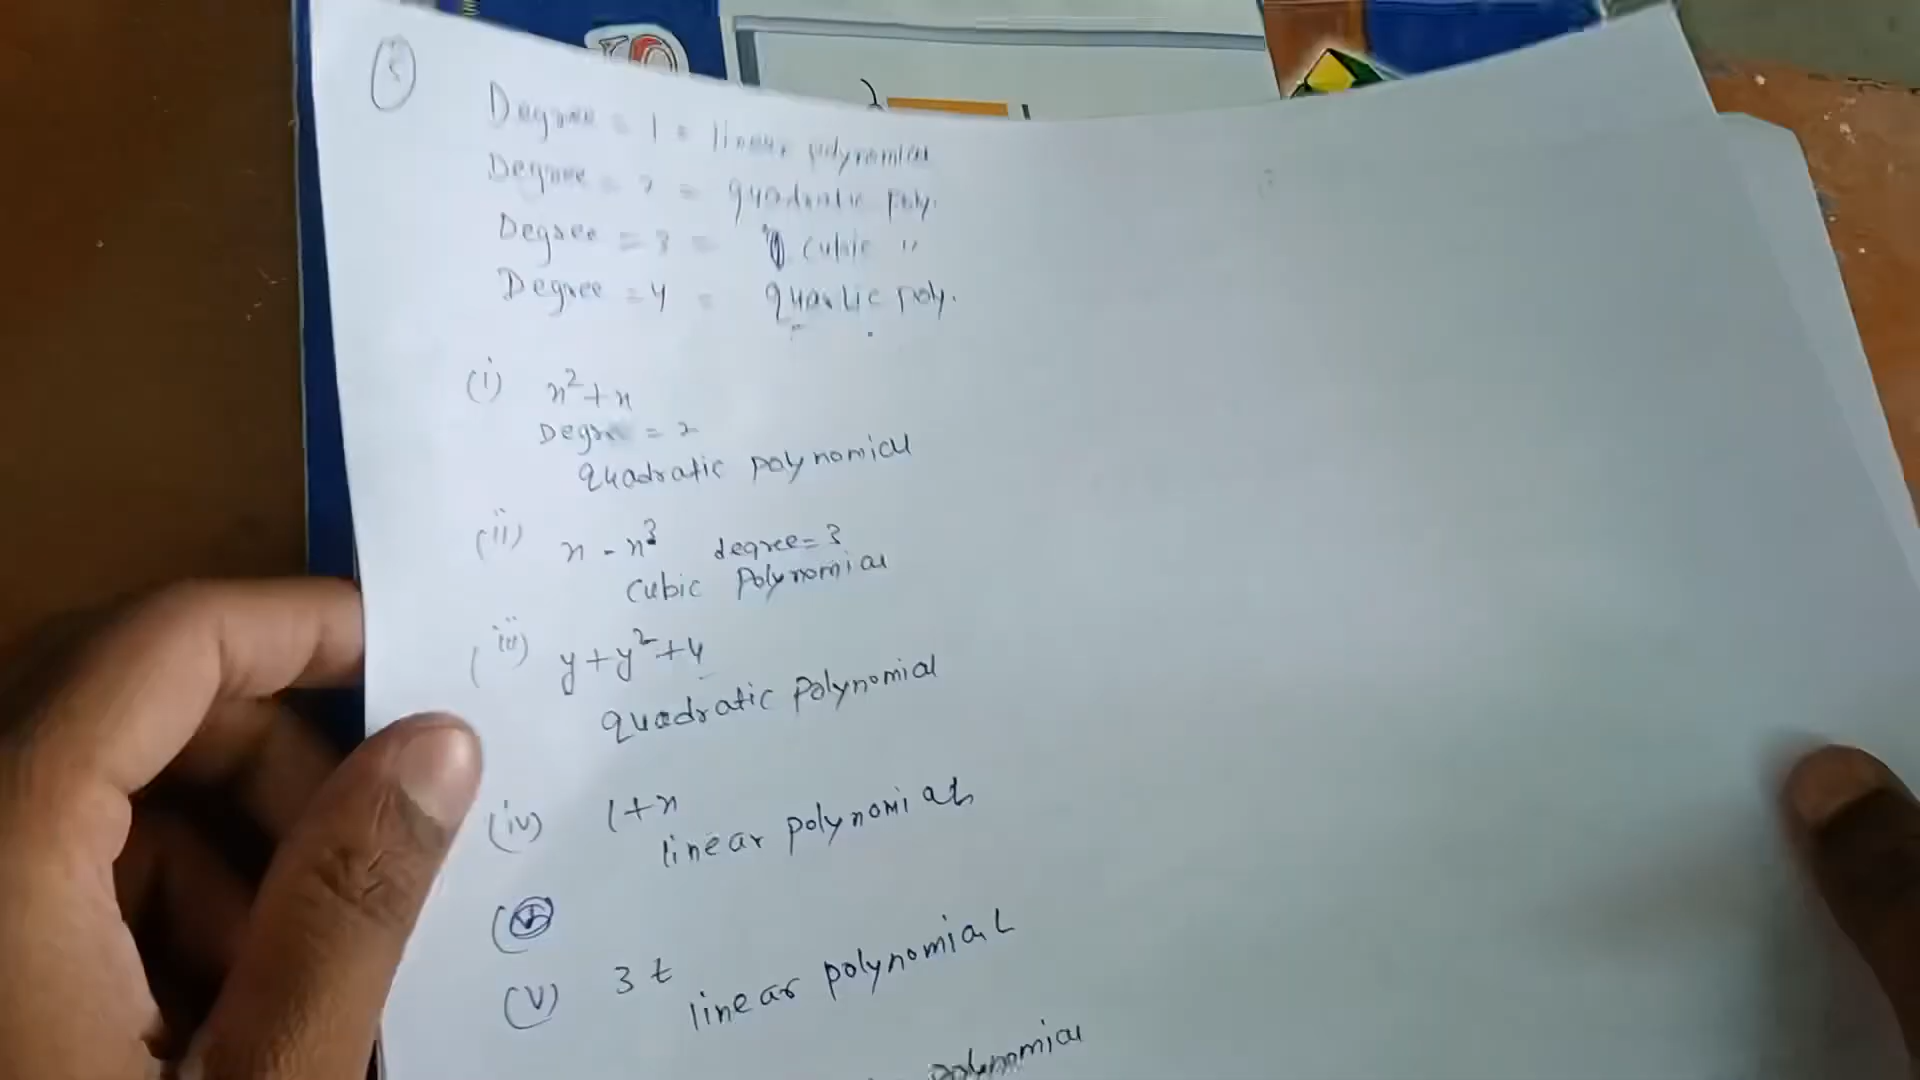 5
Degree = 1 = linear polynomial
Degree = 2 = quadratic poly.
Degree = 3 = cubic "
Degree = 4 = quartic poly.
(i) x² + x
Degree = 2
quadratic polynomial
(ii) x - x³ degree = 3
cubic polynomial
(iii) y + y² + 4
quadratic polynomial
(iv) 1 + x
linear polynomial
(v) 3t
linear polynomial
polynomial